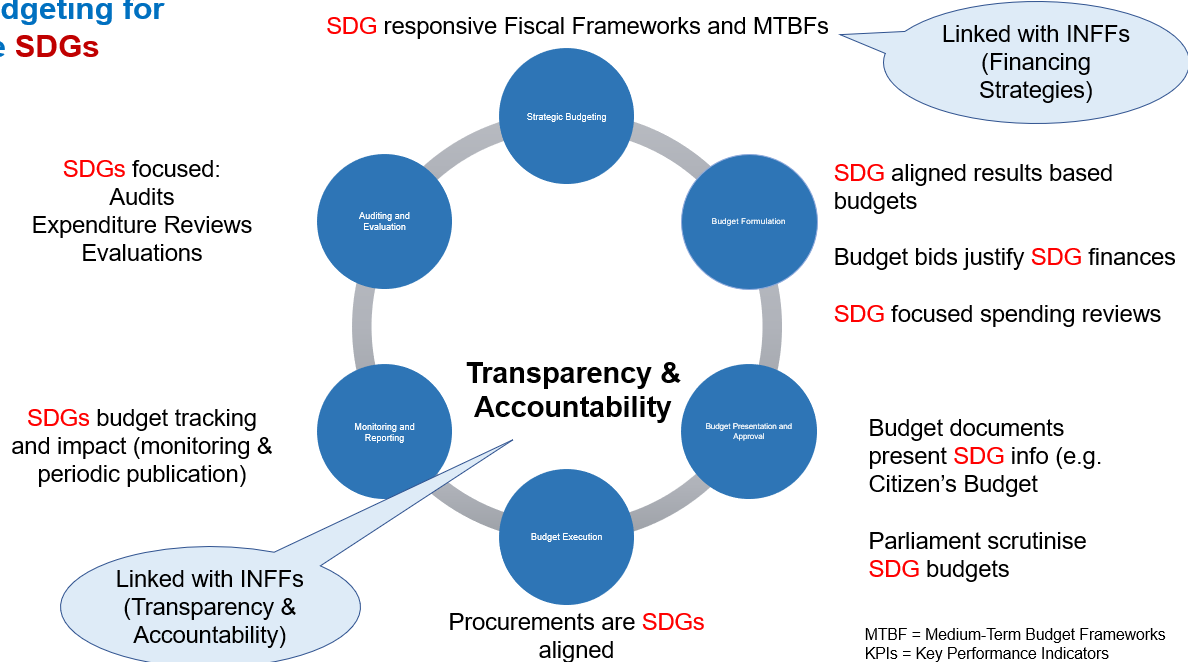 dgeting for
e SDGs
SDG responsive Fiscal Frameworks and MTBFs
Linked with INFFs
(Financing
Strategies)
Strategic Budgeting
SDGs focused:
Audits
Expenditure Reviews
Evaluations
Auditing and
Evaluation
Budget Formulation
SDG aligned results based
budgets
Budget bids justify SDG finances
SDG focused spending reviews
Transparency &
Accountability
SDGs budget tracking
and impact (monitoring &
periodic publication)
Monitoring and
Reporting
Budget Presentation and
Approval
Budget documents
present SDG info (e.g.
Citizen’s Budget
Parliament scrutinise
SDG budgets
Budget Execution
Linked with INFFs
(Transparency &
Accountability)
Procurements are SDGs
aligned
MTBF = Medium-Term Budget Frameworks
KPIs = Key Performance Indicators